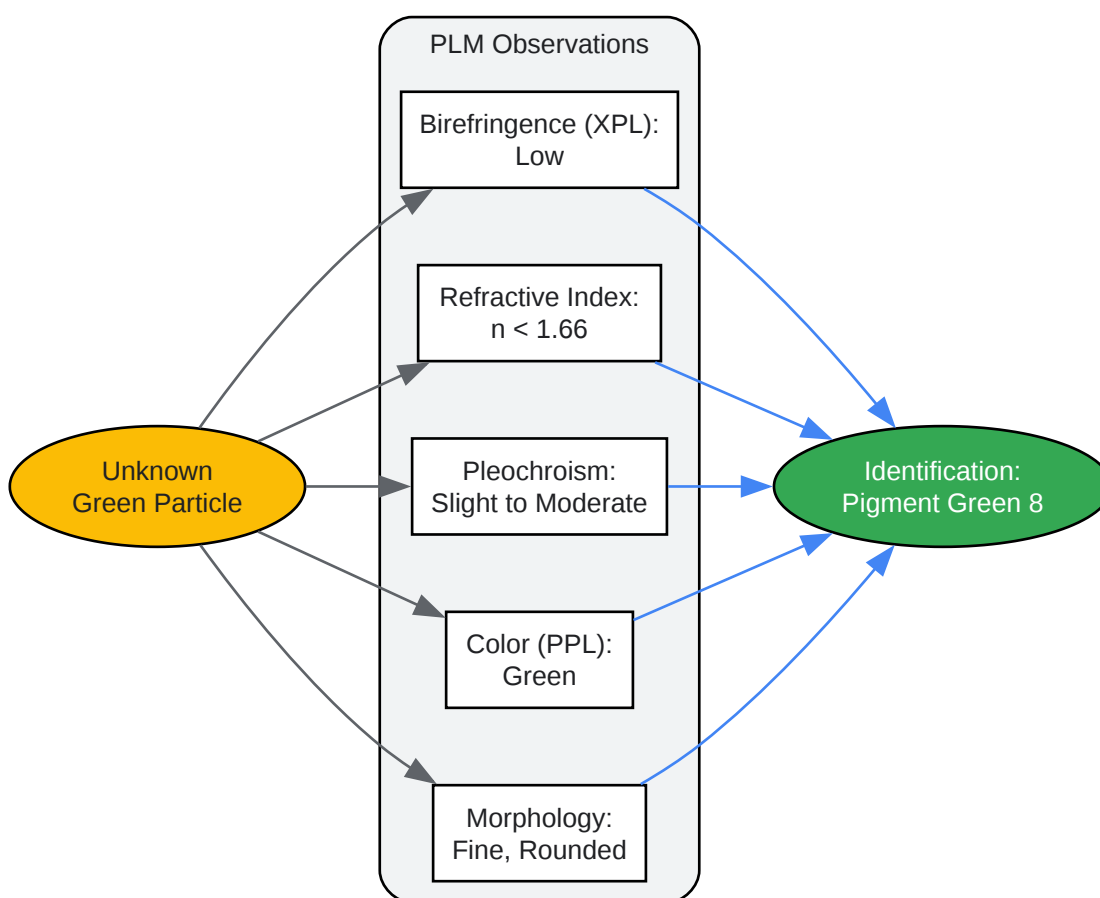 PLM Observations
Birefringence (XPL):
Low
Refractive Index:
n < 1.66
Unknown
Green Particle
Pleochroism:
Slight to Moderate
Identification:
Pigment Green 8
Color (PPL):
Green
Morphology:
Fine, Rounded